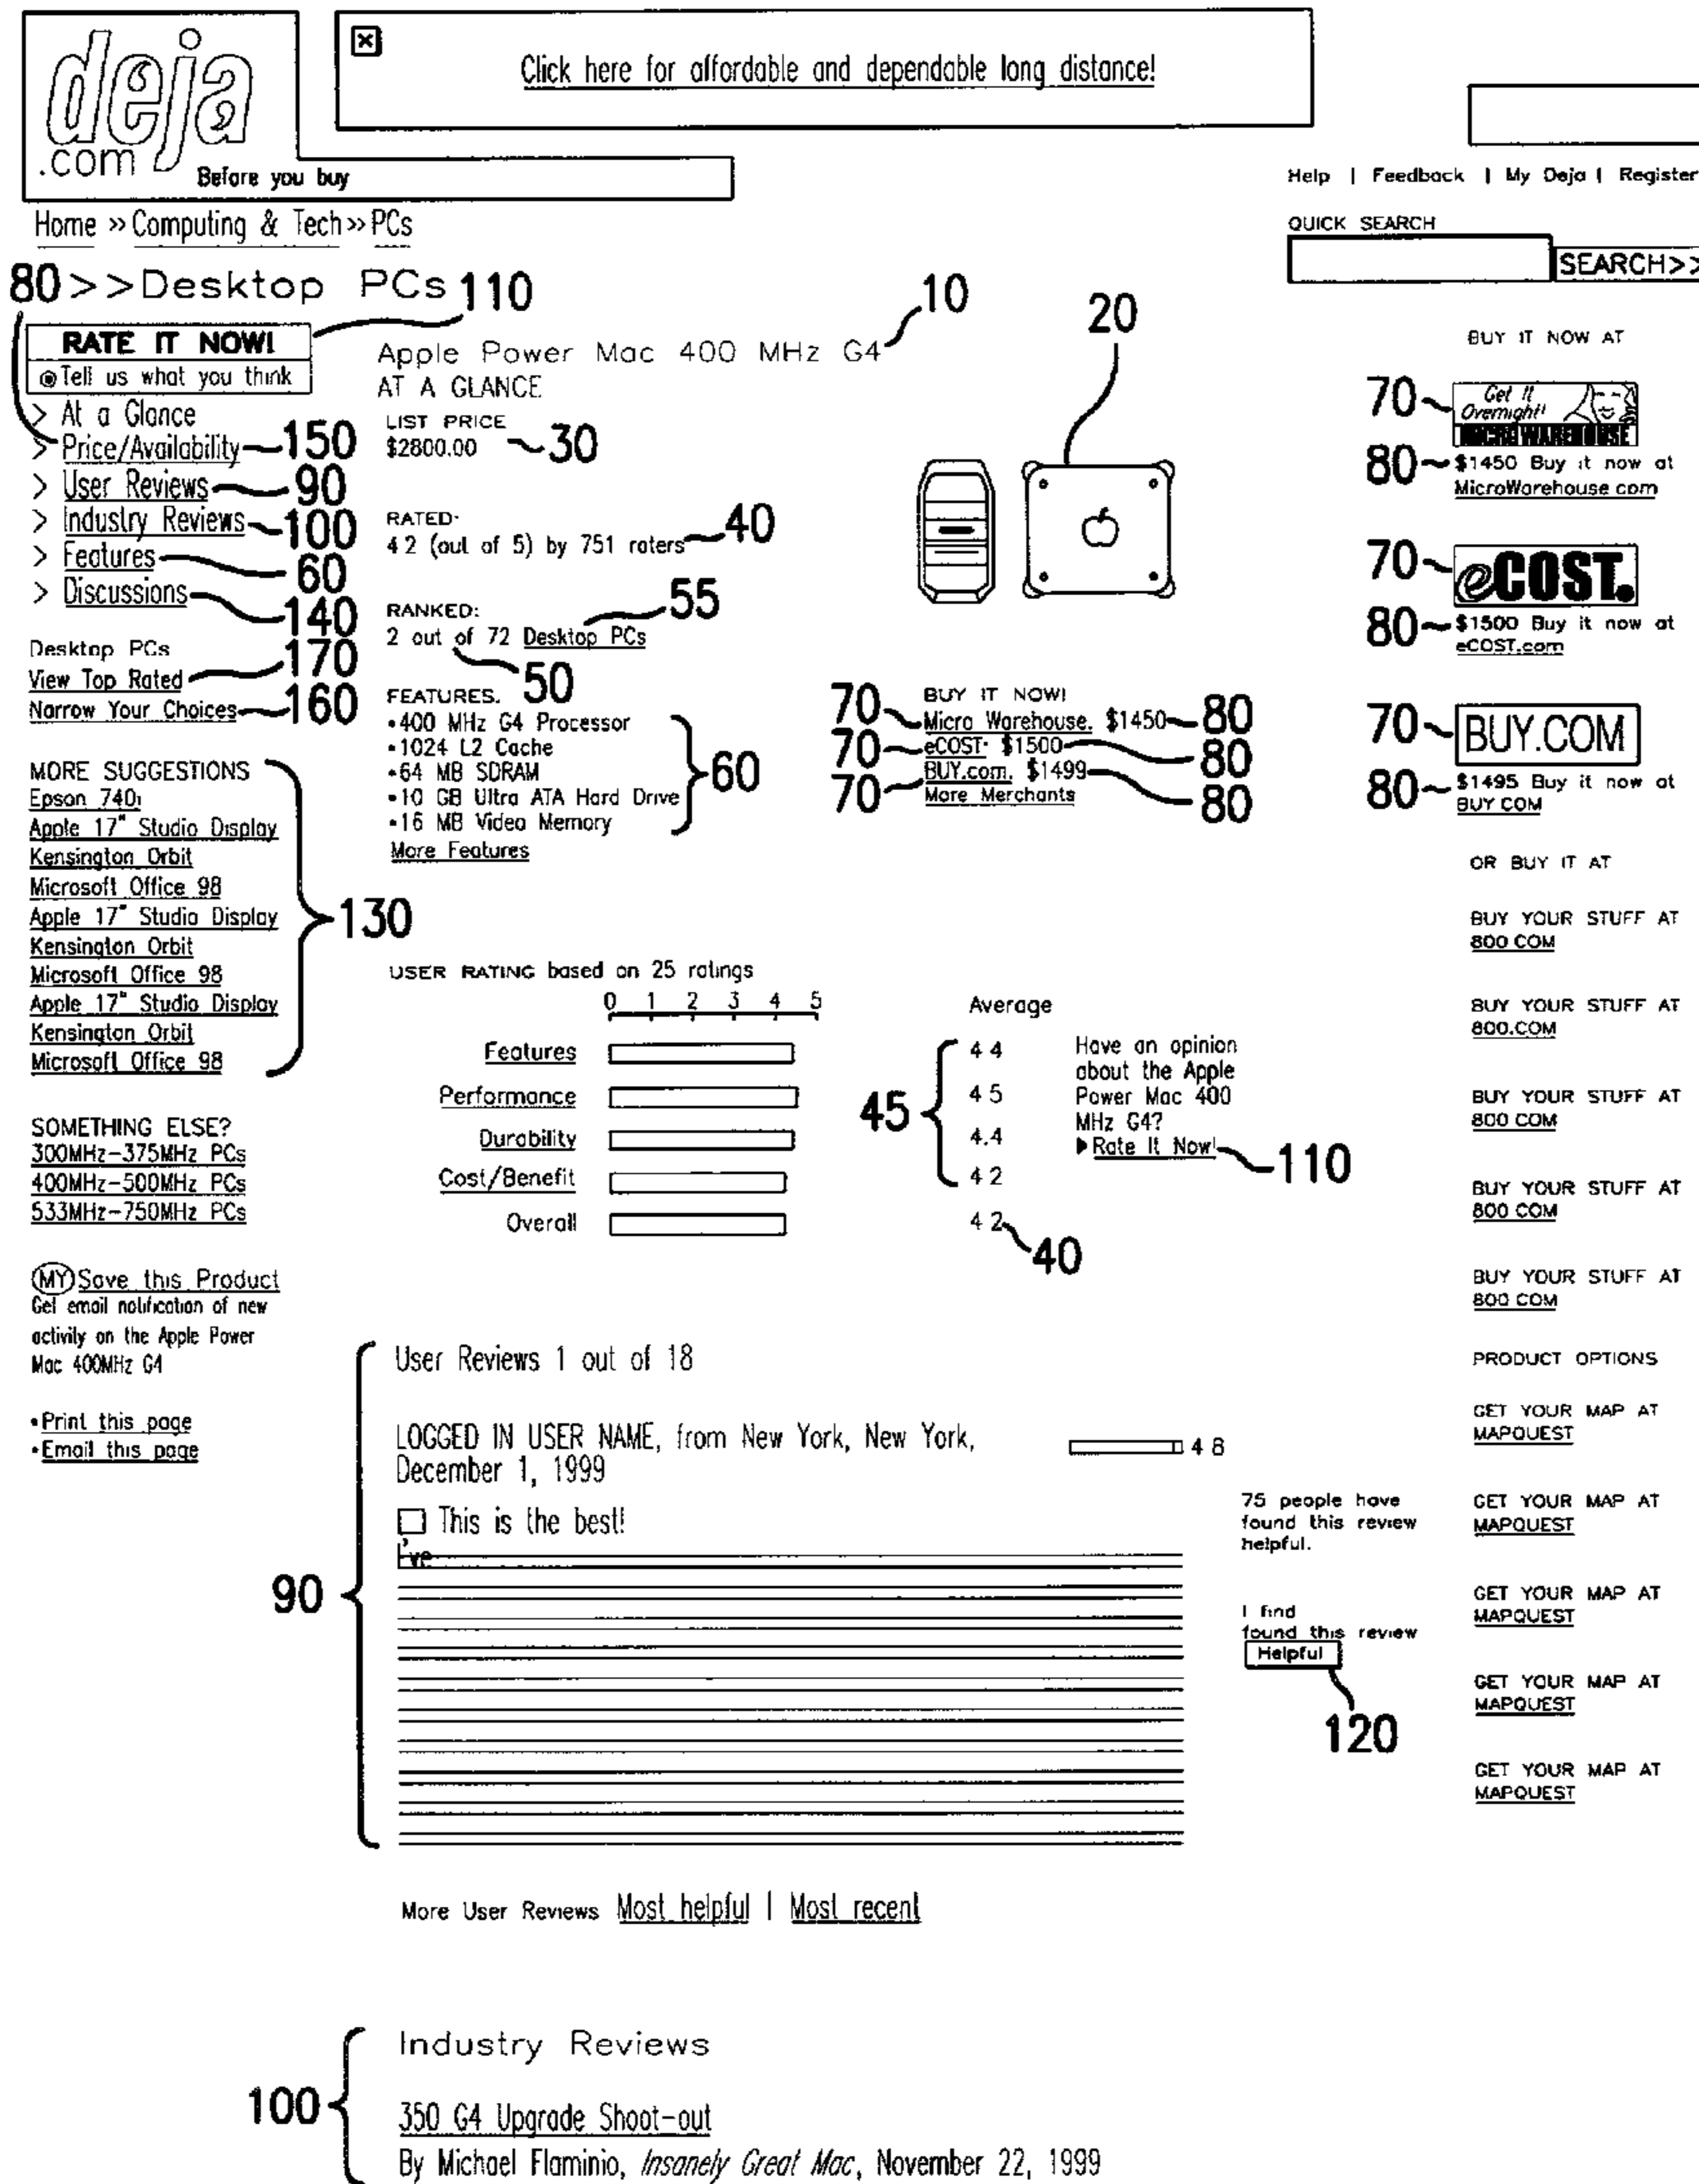 deja
.com
Before you buy
Click here for affordable and dependable long distance!
Help | Feedback | My Deja | Register
Home >> Computing & Tech >> PCs
QUICK SEARCH
SEARCH>>
80 >>Desktop PCs 110
RATE IT NOW!
Tell us what you think
> At a Glance
> Price/Availability 150
> User Reviews 90
> Industry Reviews 100
> Features 60
> Discussions 140
Desktop PCs
View Top Rated 170
Narrow Your Choices 160
MORE SUGGESTIONS
Epson 740i
Apple 17" Studio Display
Kensington Orbit
Microsoft Office 98
Apple 17" Studio Display
Kensington Orbit
Microsoft Office 98
Apple 17" Studio Display
Kensington Orbit
Microsoft Office 98
130
SOMETHING ELSE?
300MHz-375MHz PCs
400MHz-500MHz PCs
533MHz-750MHz PCs
MY Save this Product
Get email notification of new
activity on the Apple Power
Mac 400MHz G4
•Print this page
•Email this page
Apple Power Mac 400 MHz G4 10
AT A GLANCE
LIST PRICE
$2800.00 30
20
RATED:
4 2 (out of 5) by 751 raters 40
RANKED:
2 out of 72 Desktop PCs 55
50
FEATURES.
•400 MHz G4 Processor
•1024 L2 Cache
•64 MB SDRAM
•10 GB Ultra ATA Hard Drive
•16 MB Video Memory
More Features
60
BUY IT NOW!
70 Micro Warehouse. $1450 80
70 eCOST· $1500 80
70 BUY.com. $1499 80
More Merchants
USER RATING based on 25 ratings
0 1 2 3 4 5
Average
Features 4 4
Performance 4 5
Durability 4.4
Cost/Benefit 4 2
Overall 4 2 40
45
Have an opinion
about the Apple
Power Mac 400
MHz G4?
Rate It Now! 110
User Reviews 1 out of 18
LOGGED IN USER NAME, from New York, New York,
December 1, 1999
4 8
This is the best!
I've
90
75 people have
found this review
helpful.
I find
found this review
Helpful
120
More User Reviews Most helpful | Most recent
100
Industry Reviews
350 G4 Upgrade Shoot-out
By Michael Flaminio, Insanely Great Mac, November 22, 1999
BUY IT NOW AT
70 Get it
Overnight!
MICRO WAREHOUSE
80 $1450 Buy it now at
MicroWarehouse com
70 eCOST.
80 $1500 Buy it now at
eCOST.com
70 BUY.COM
80 $1495 Buy it now at
BUY COM
OR BUY IT AT
BUY YOUR STUFF AT
800 COM
BUY YOUR STUFF AT
800.COM
BUY YOUR STUFF AT
800 COM
BUY YOUR STUFF AT
800 COM
BUY YOUR STUFF AT
800 COM
PRODUCT OPTIONS
GET YOUR MAP AT
MAPQUEST
GET YOUR MAP AT
MAPQUEST
GET YOUR MAP AT
MAPQUEST
GET YOUR MAP AT
MAPQUEST
GET YOUR MAP AT
MAPQUEST